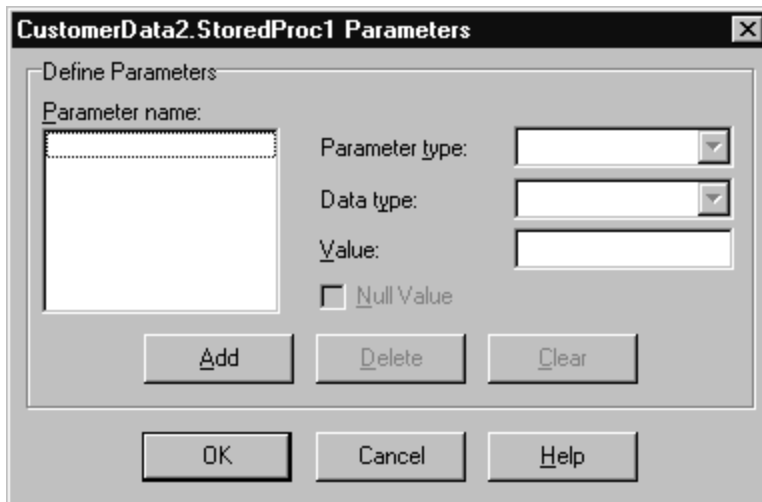 CustomerData2.StoredProc1 Parameters
Define Parameters
Parameter name:
Parameter type:
Data type:
Value:
Null Value
Add Delete Clear
OK Cancel Help